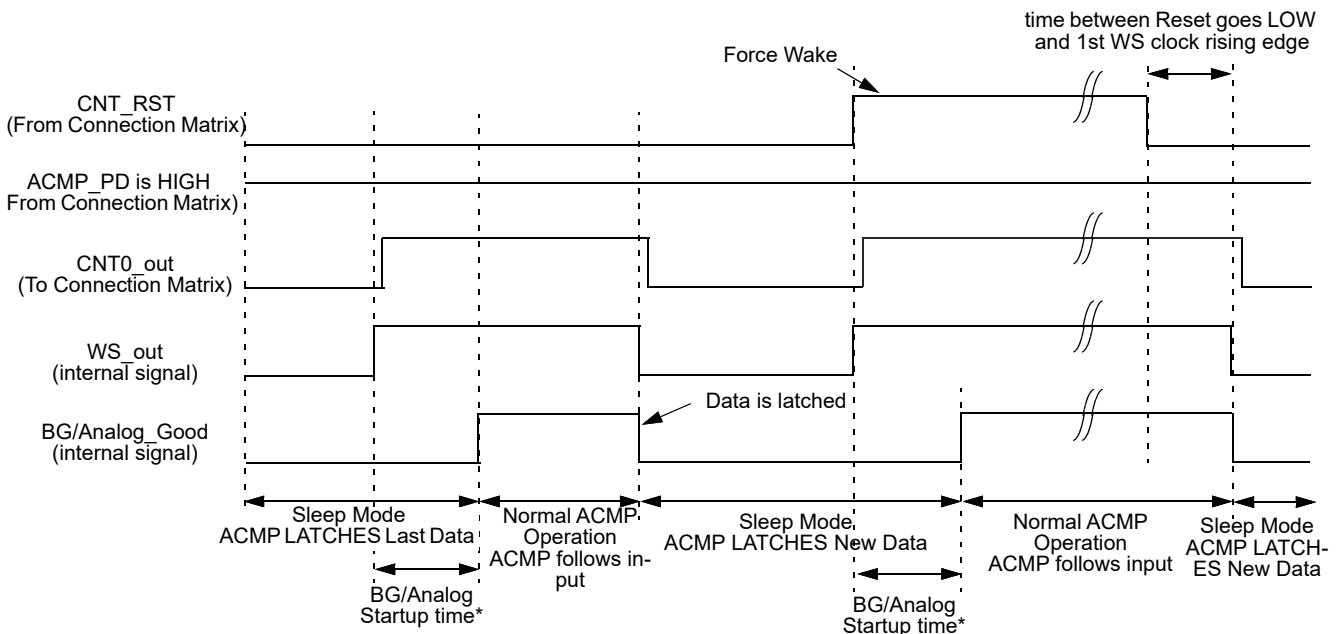 time between Reset goes LOW
and 1st WS clock rising edge
Force Wake
CNT_RST
(From Connection Matrix)
ACMP_PD is HIGH
From Connection Matrix)
CNT0_out
(To Connection Matrix)
WS_out
(internal signal)
Data is latched
BG/Analog_Good
(internal signal)
Sleep Mode
ACMP LATCHES Last Data
Normal ACMP
Operation
ACMP follows in-
put
Sleep Mode
ACMP LATCHES New Data
Normal ACMP
Operation
ACMP follows input
Sleep Mode
ACMP LATCH-
ES New Data
BG/Analog
Startup time*
BG/Analog
Startup time*